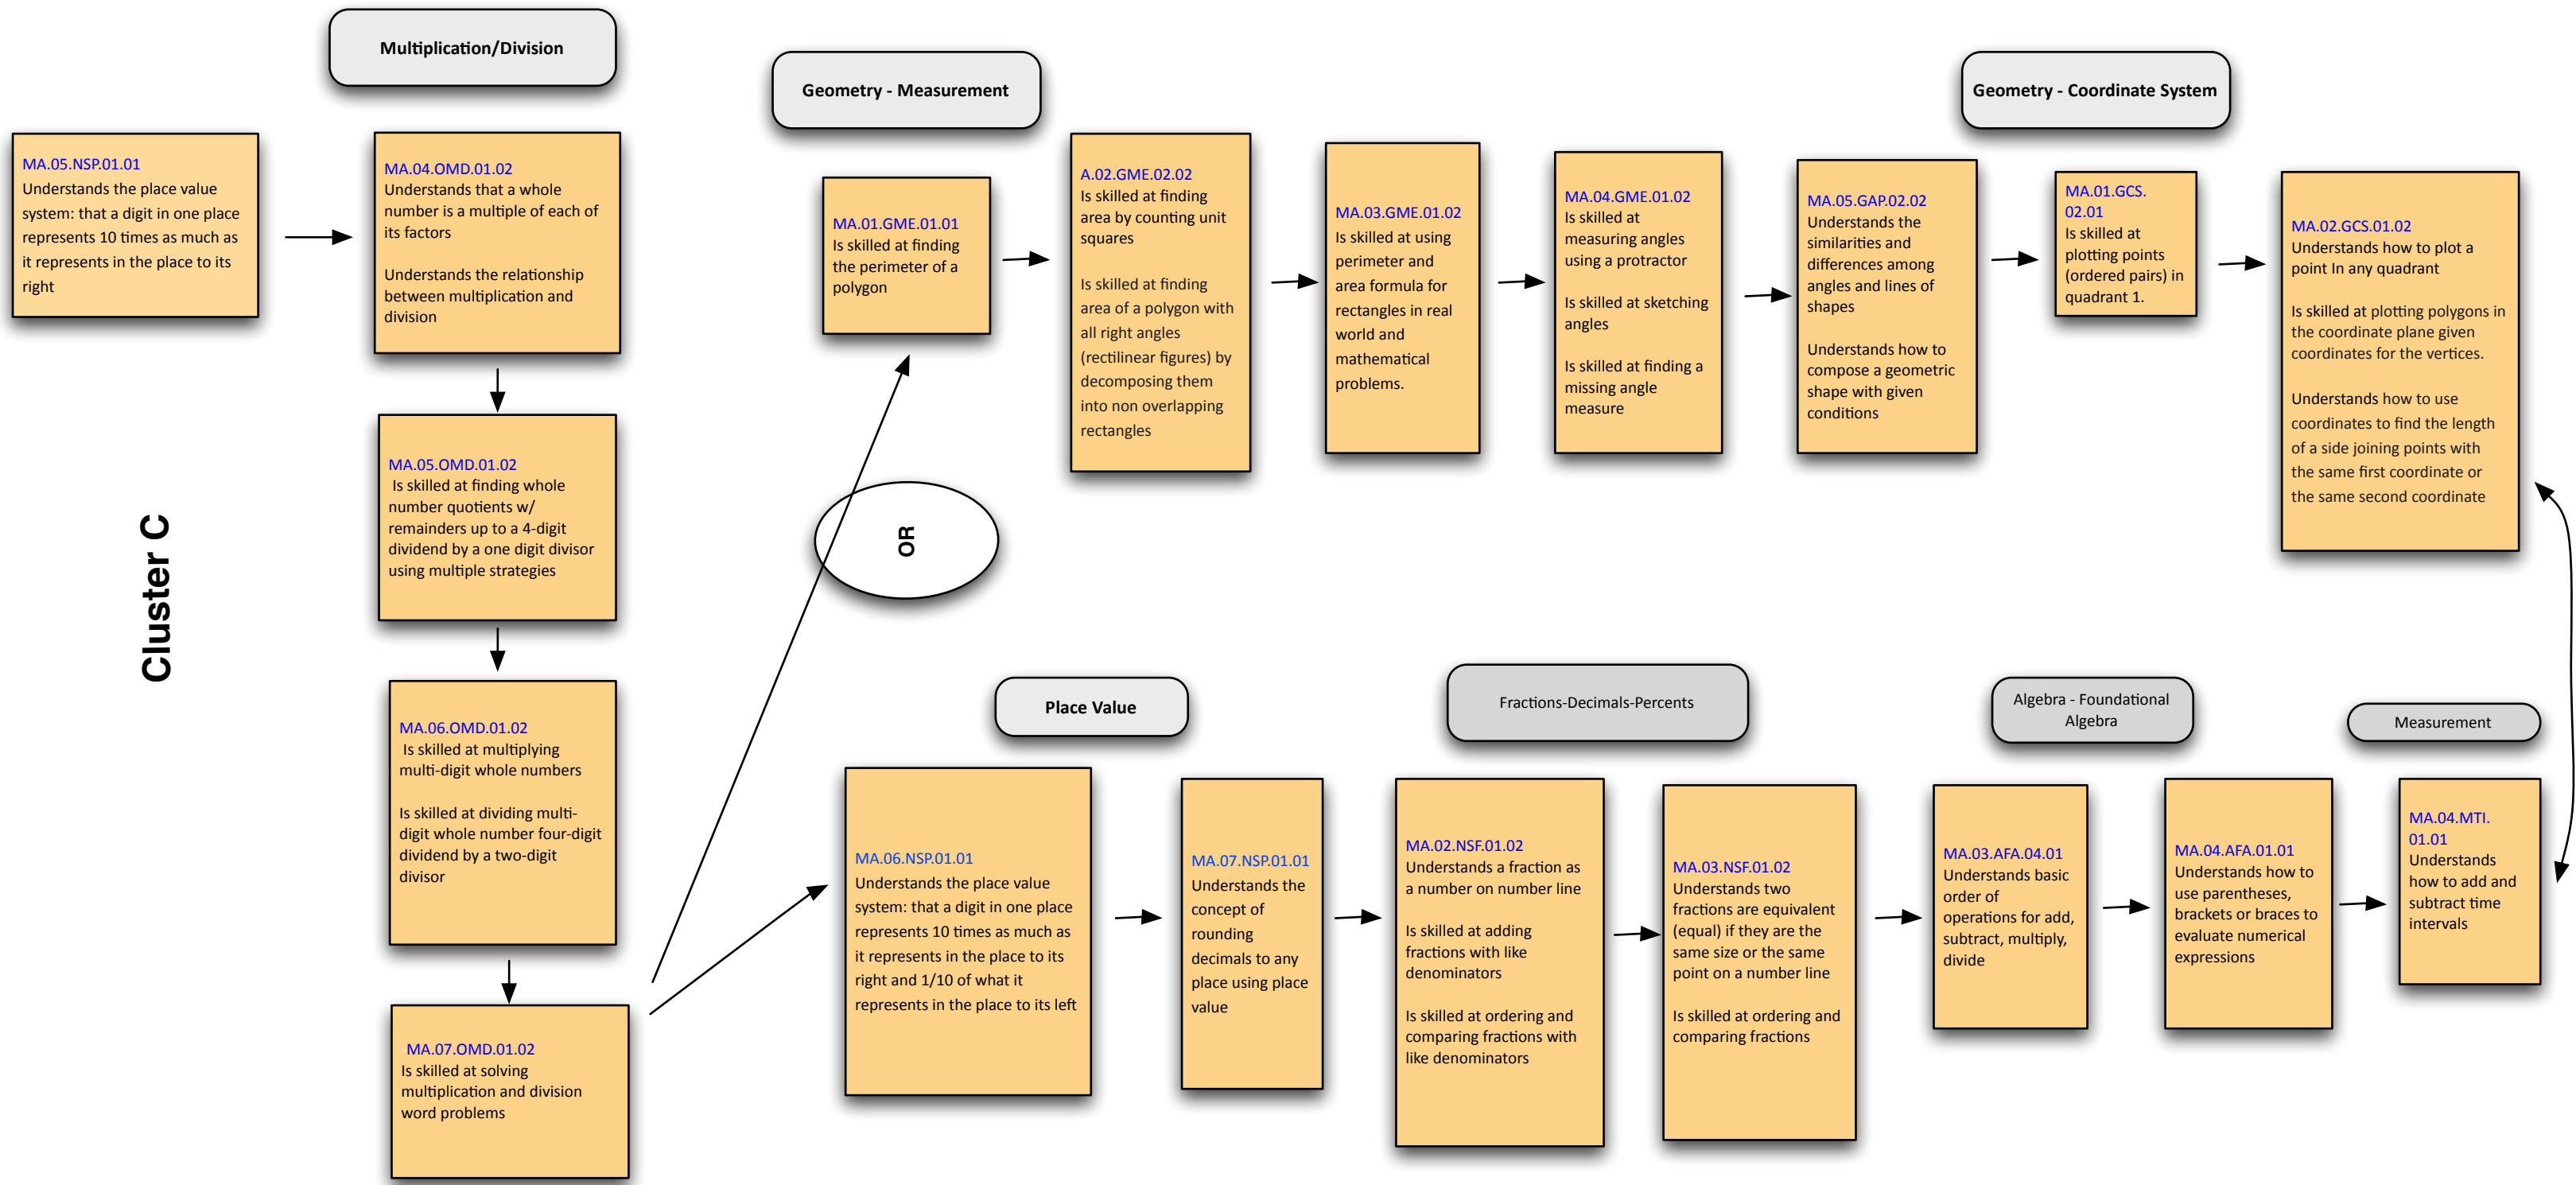 Multiplication/Division
Geometry - Measurement
Geometry - Coordinate System
MA.05.NSP.01.01
Understands the place value
system: that a digit in one place
represents 10 times as much as
it represents in the place to its
right
MA.04.OMD.01.02
Understands that a whole
number is a multiple of each of
its factors
Understands the relationship
between multiplication and
division
MA.05.OMD.01.02
Is skilled at finding whole
number quotients w/
remainders up to a 4-digit
dividend by a one digit divisor
using multiple strategies
MA.06.OMD.01.02
Is skilled at multiplying
multi-digit whole numbers
Is skilled at dividing multi-
digit whole number four-digit
dividend by a two-digit
divisor
MA.07.OMD.01.02
Is skilled at solving
multiplication and division
word problems
Cluster C
OR
MA.01.GME.01.01
Is skilled at finding
the perimeter of a
polygon
A.02.GME.02.02
Is skilled at finding
area by counting unit
squares
Is skilled at finding
area of a polygon with
all right angles
(rectilinear figures) by
decomposing them
into non overlapping
rectangles
MA.03.GME.01.02
Is skilled at using
perimeter and
area formula for
rectangles in real
world and
mathematical
problems.
MA.04.GME.01.02
Is skilled at
measuring angles
using a protractor
Is skilled at sketching
angles
Is skilled at finding a
missing angle
measure
MA.05.GAP.02.02
Understands the
similarities and
differences among
angles and lines of
shapes
Understands how to
compose a geometric
shape with given
conditions
MA.01.GCS.
02.01
Is skilled at
plotting points
(ordered pairs) in
quadrant 1.
MA.02.GCS.01.02
Understands how to plot a
point In any quadrant
Is skilled at plotting polygons in
the coordinate plane given
coordinates for the vertices.
Understands how to use
coordinates to find the length
of a side joining points with
the same first coordinate or
the same second coordinate
Place Value
Fractions-Decimals-Percents
Algebra - Foundational
Algebra
Measurement
MA.06.NSP.01.01
Understands the place value
system: that a digit in one place
represents 10 times as much as
it represents in the place to its
right and 1/10 of what it
represents in the place to its left
MA.07.NSP.01.01
Understands the
concept of
rounding
decimals to any
place using place
value
MA.02.NSF.01.02
Understands a fraction as
a number on number line
Is skilled at adding
fractions with like
denominators
Is skilled at ordering and
comparing fractions with
like denominators
MA.03.NSF.01.02
Understands two
fractions are equivalent
(equal) if they are the
same size or the same
point on a number line
Is skilled at ordering and
comparing fractions
MA.03.AFA.04.01
Understands basic
order of
operations for add,
subtract, multiply,
divide
MA.04.AFA.01.01
Understands how to
use parentheses,
brackets or braces to
evaluate numerical
expressions
MA.04.MTI.
01.01
Understands
how to add and
subtract time
intervals